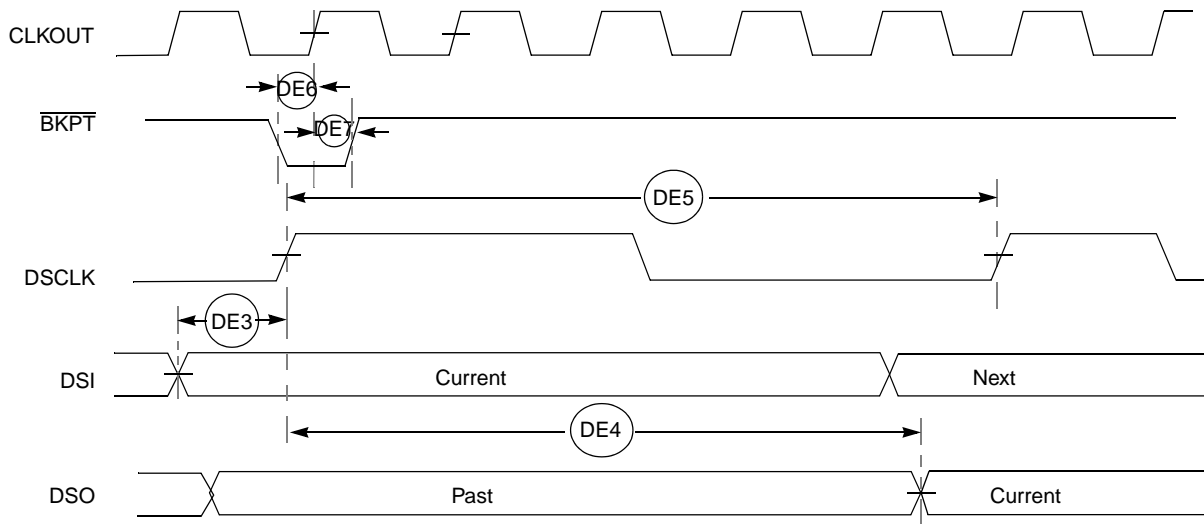 CLKOUT
DE6
BKPT
DE7
DE5
DSCLK
DE3
DSI
Current
Next
DE4
DSO
Past
Current